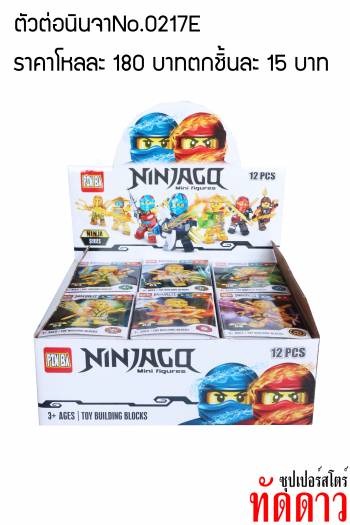 ตัวต่อนินจาNo.0217E
ราคาโหลละ 180 บาทตกชิ้นละ 15 บาท
PINBA
NINJAGO
Mini figures
12 PCS
NINJA
SERIES
NINJAGO
Mini figures
12 PCS
3+ AGES | TOY BUILDING BLOCKS
ซุปเปอร์สโตร์
ทัดดาว